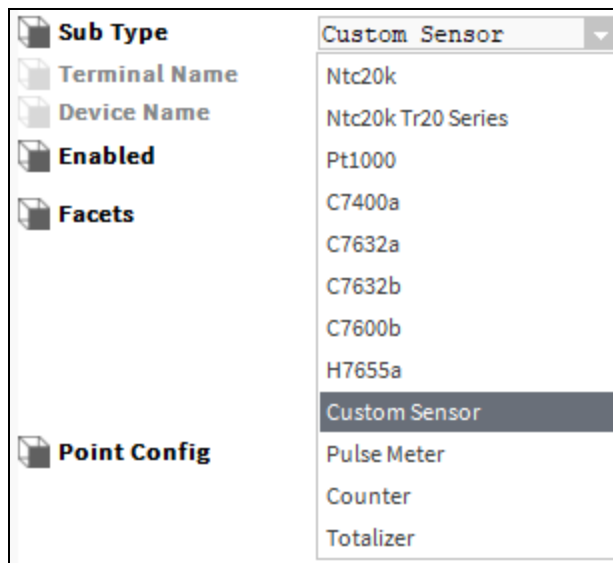 Sub Type
Custom Sensor
Terminal Name
Ntc20k
Device Name
Ntc20k Tr20 Series
Enabled
Pt1000
C7400a
Facets
C7632a
C7632b
C7600b
H7655a
Custom Sensor
Point Config
Pulse Meter
Counter
Totalizer